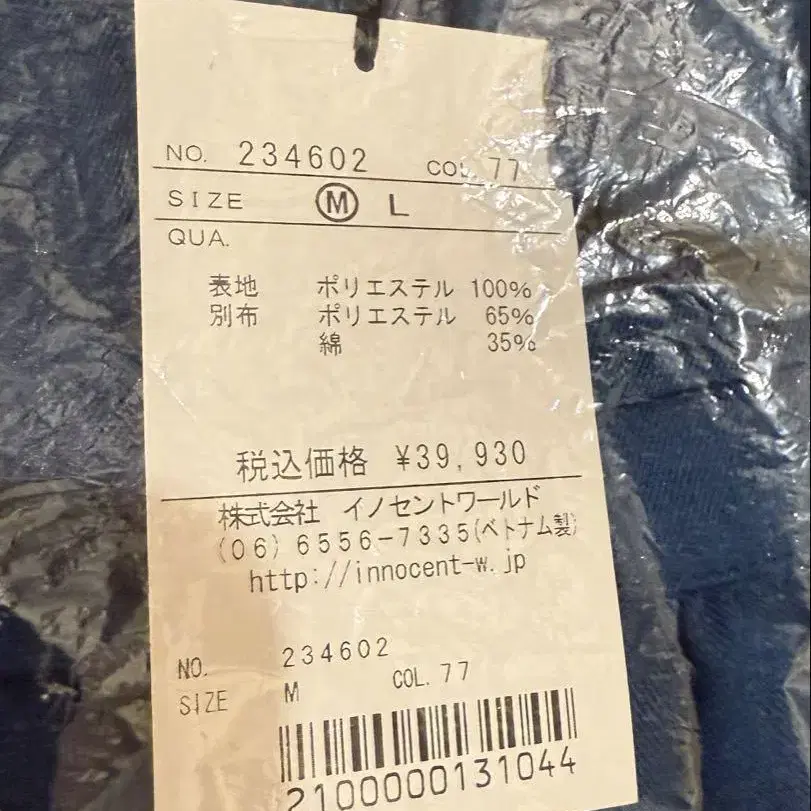 NO. 234602 COL. 77
SIZE Ⓜ L
QUA.
表地 ポリエステル 100%
別布 ポリエステル 65%
綿 35%
税込価格 ¥39,930
株式会社 イノセントワールド
(06) 6556-7335(ベトナム製)
http://innocent-w.jp
NO. 234602
SIZE M COL. 77
2100000131044